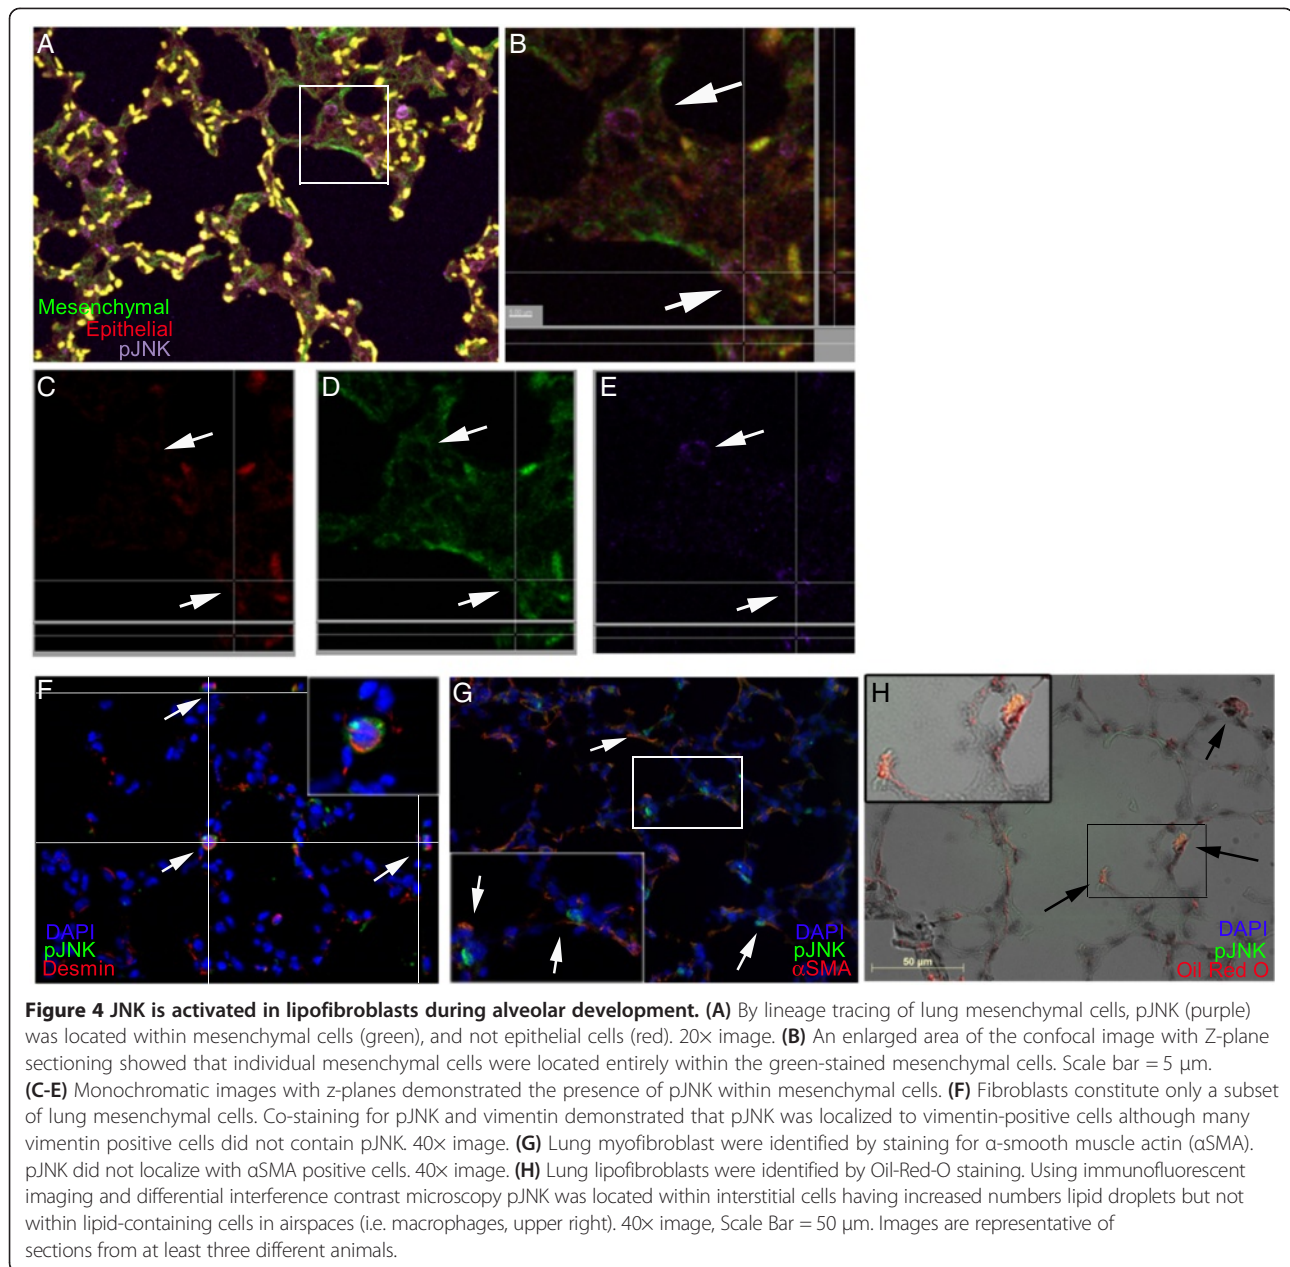 A
Mesenchymal
Epithelial
pJNK
B
C
D
E
F
DAPI
pJNK
Desmin
G
DAPI
pJNK
αSMA
H
DAPI
pJNK
Oil Red O
50 µm
Figure 4 JNK is activated in lipofibroblasts during alveolar development. (A) By lineage tracing of lung mesenchymal cells, pJNK (purple)
was located within mesenchymal cells (green), and not epithelial cells (red). 20× image. (B) An enlarged area of the confocal image with Z-plane
sectioning showed that individual mesenchymal cells were located entirely within the green-stained mesenchymal cells. Scale bar = 5 µm.
(C-E) Monochromatic images with z-planes demonstrated the presence of pJNK within mesenchymal cells. (F) Fibroblasts constitute only a subset
of lung mesenchymal cells. Co-staining for pJNK and vimentin demonstrated that pJNK was localized to vimentin-positive cells although many
vimentin positive cells did not contain pJNK. 40× image. (G) Lung myofibroblast were identified by staining for α-smooth muscle actin (αSMA).
pJNK did not localize with αSMA positive cells. 40× image. (H) Lung lipofibroblasts were identified by Oil-Red-O staining. Using immunofluorescent
imaging and differential interference contrast microscopy pJNK was located within interstitial cells having increased numbers lipid droplets but not
within lipid-containing cells in airspaces (i.e. macrophages, upper right). 40× image, Scale Bar = 50 µm. Images are representative of
sections from at least three different animals.